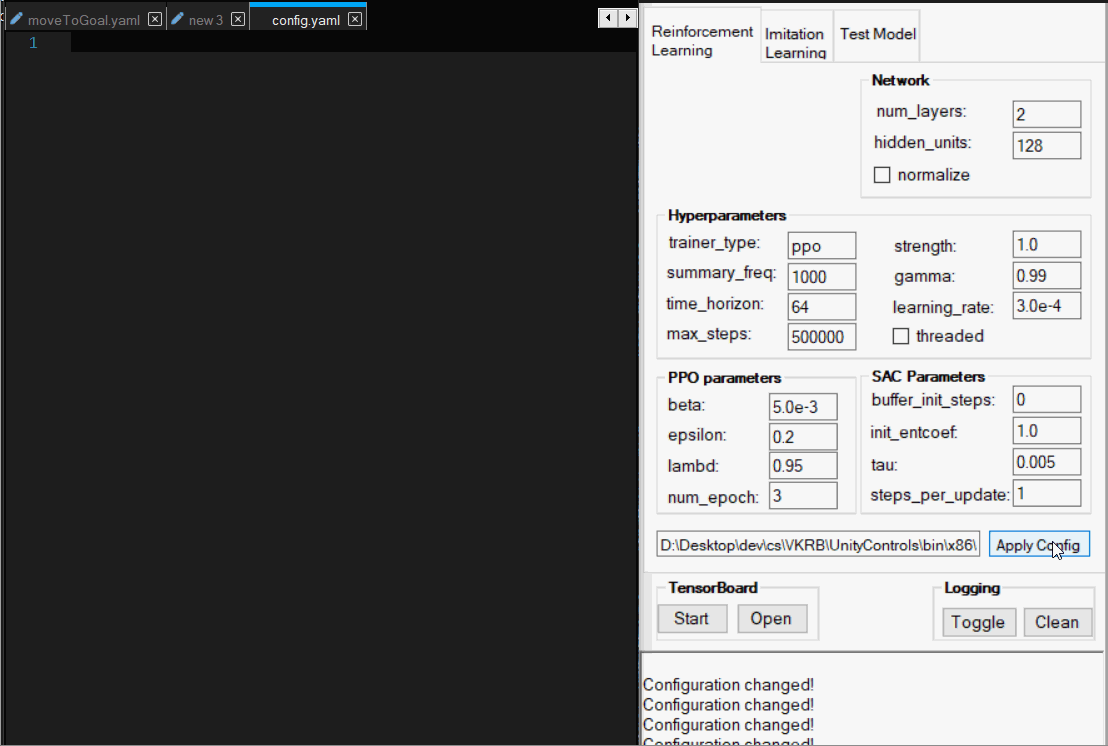 moveToGoal.yaml new 3 config.yaml
1
Reinforcement Learning
Imitation Learning
Test Model
Network
num_layers: 2
hidden_units: 128
normalize
Hyperparameters
trainer_type: ppo
summary_freq: 1000
time_horizon: 64
max_steps: 500000
strength: 1.0
gamma: 0.99
learning_rate: 3.0e-4
threaded
PPO parameters
beta: 5.0e-3
epsilon: 0.2
lambd: 0.95
num_epoch: 3
SAC Parameters
buffer_init_steps: 0
init_entcoef: 1.0
tau: 0.005
steps_per_update: 1
D:\Desktop\dev\cs\VKRB\UnityControls\bin\x86\
Apply Config
TensorBoard
Start Open
Logging
Toggle Clean
Configuration changed!
Configuration changed!
Configuration changed!
Configuration changed!